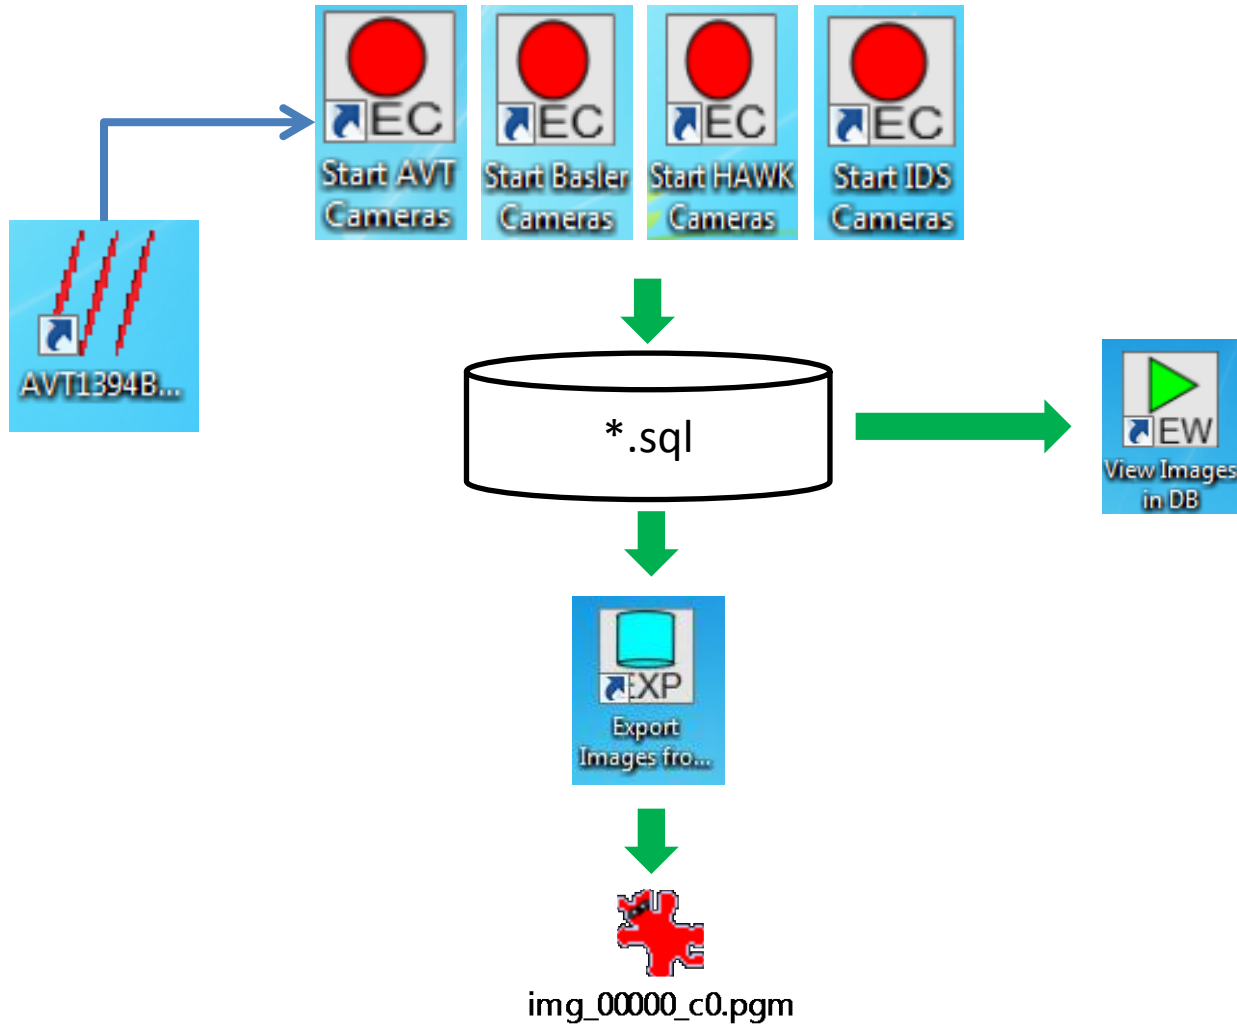 EC
Start AVT
Cameras
EC
Start Basler
Cameras
EC
Start HAWK
Cameras
EC
Start IDS
Cameras
AVT1394B...
*.sql
EW
View Images
in DB
EXP
Export
Images fro...
img_00000_c0.pgm